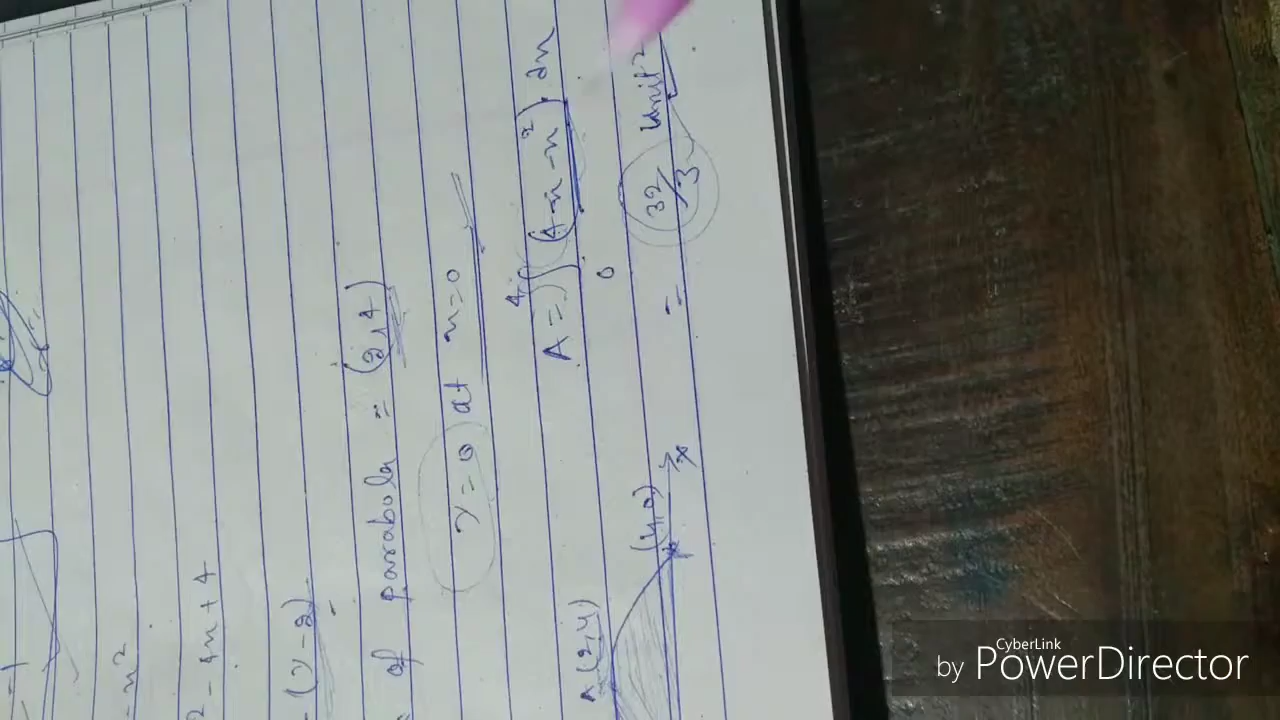 - x²
² - 4x + 4
- (y - 2)
of parabola = (2, 4)
y = 0 at x = 0
A = ∫₀⁴ (4x - x²) . dx
= 32/3 unit²
A (2, 4)
(4, 0)
x
CyberLink
by PowerDirector